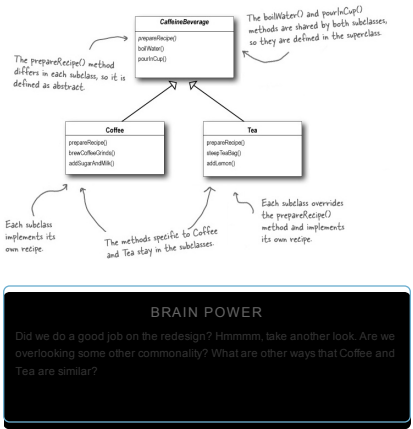 CaffeineBeverage
prepareRecipe()
boilWater()
pourInCup()
The boilWater() and pourInCup()
methods are shared by both subclasses,
so they are defined in the superclass.
The prepareRecipe() method
differs in each subclass, so it is
defined as abstract.
Coffee
prepareRecipe()
brewCoffeeGrinds()
addSugarAndMilk()
Tea
prepareRecipe()
steepTeaBag()
addLemon()
Each subclass
implements its
own recipe.
The methods specific to Coffee
and Tea stay in the subclasses.
Each subclass overrides
the prepareRecipe()
method and implements
its own recipe.
BRAIN POWER
Did we do a good job on the redesign? Hmmmm, take another look. Are we
overlooking some other commonality? What are other ways that Coffee and
Tea are similar?